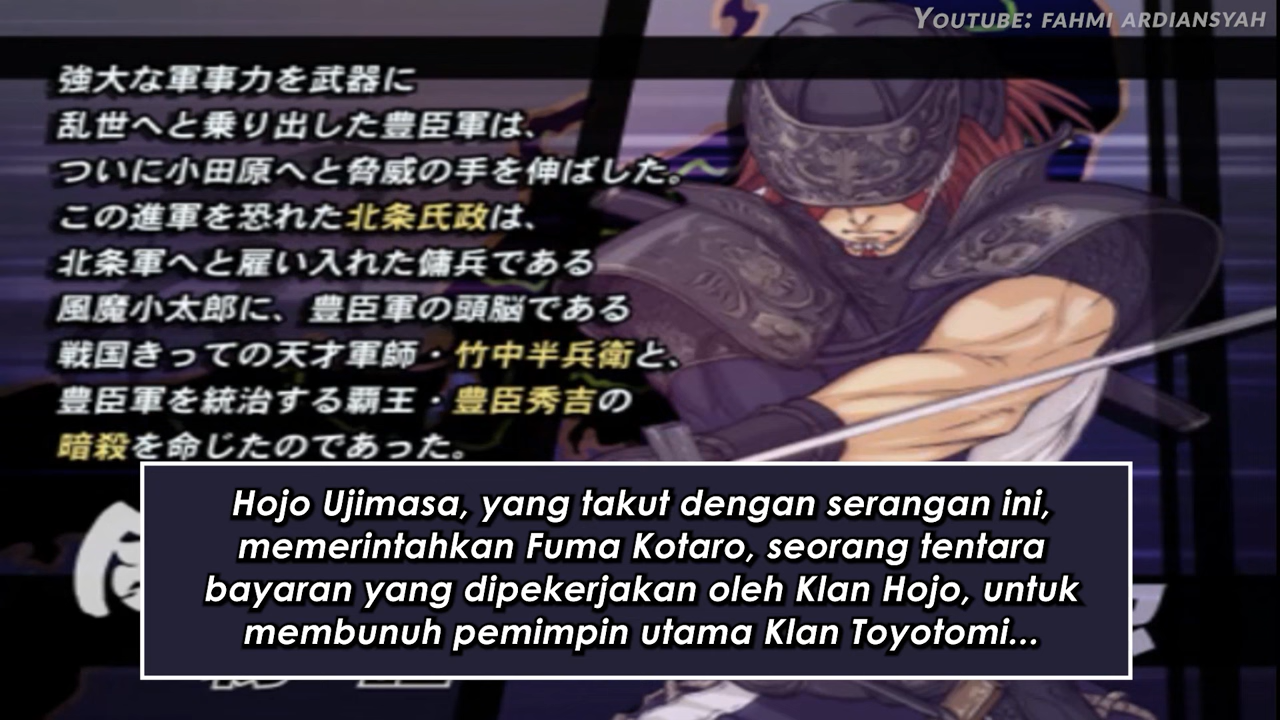 YOUTUBE: FAHMI ARDIANSYAH
強大な軍事力を武器に
乱世へと乗り出した豊臣軍は、
ついに小田原へと脅威の手を伸ばした。
この進軍を恐れた北条氏政は、
北条軍へと雇い入れた傭兵である
風魔小太郎に、豊臣軍の頭脳である
戦国きっての天才軍師・竹中半兵衛と、
豊臣軍を統治する覇王・豊臣秀吉の
暗殺を命じたのであった。
Hojo Ujimasa, yang takut dengan serangan ini,
memerintahkan Fuma Kotaro, seorang tentara
bayaran yang dipekerjakan oleh Klan Hojo, untuk
membunuh pemimpin utama Klan Toyotomi...